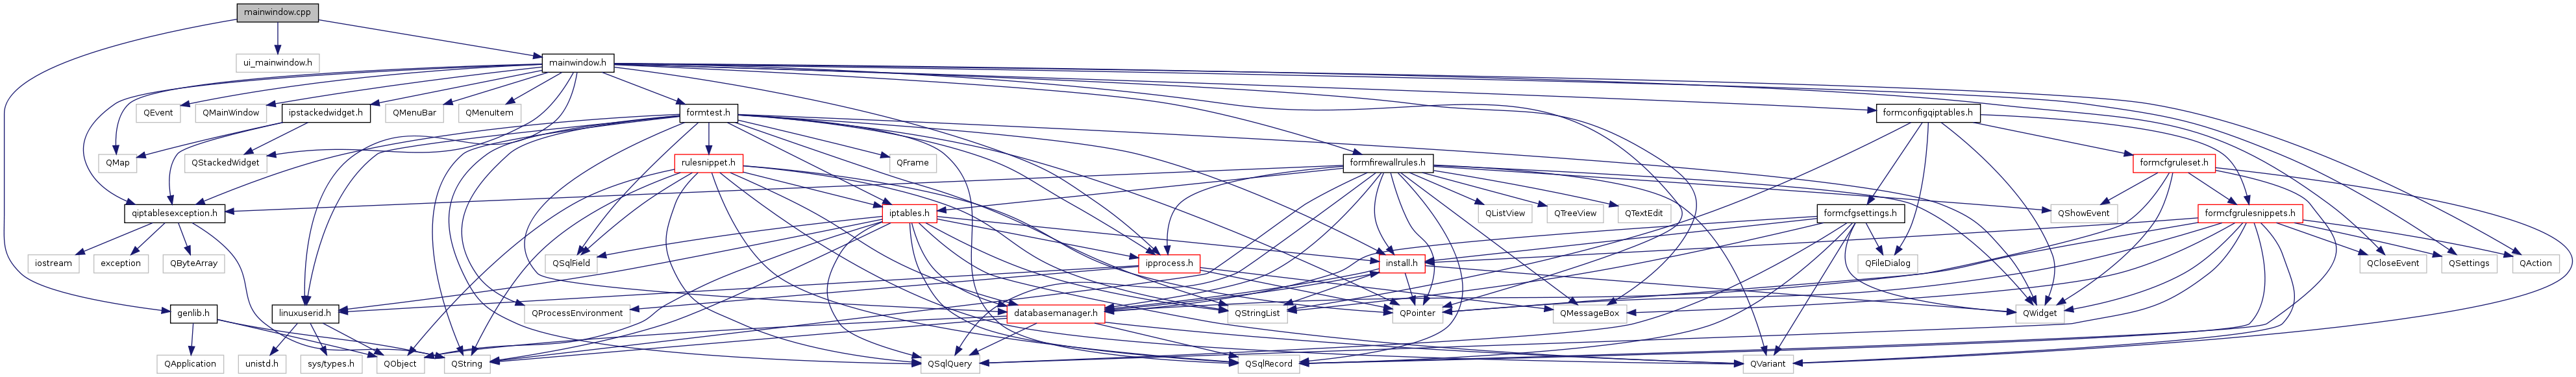 mainwindow.cpp
ui_mainwindow.h
mainwindow.h
QEvent
QMainWindow
ipstackedwidget.h
QMenuBar
QMenuItem
formtest.h
formconfigqiptables.h
QMap
QStackedWidget
rulesnippet.h
QFrame
formfirewallrules.h
formcfgruleset.h
qiptablesexception.h
iptables.h
QListView
QTreeView
QTextEdit
formcfgsettings.h
QShowEvent
formcfgrulesnippets.h
iostream
exception
QByteArray
QSqlField
ipprocess.h
install.h
QFileDialog
QCloseEvent
QSettings
QAction
genlib.h
linuxuserid.h
QProcessEnvironment
databasemanager.h
QStringList
QPointer
QMessageBox
QWidget
QApplication
unistd.h
sys/types.h
QObject
QString
QSqlQuery
QSqlRecord
QVariant